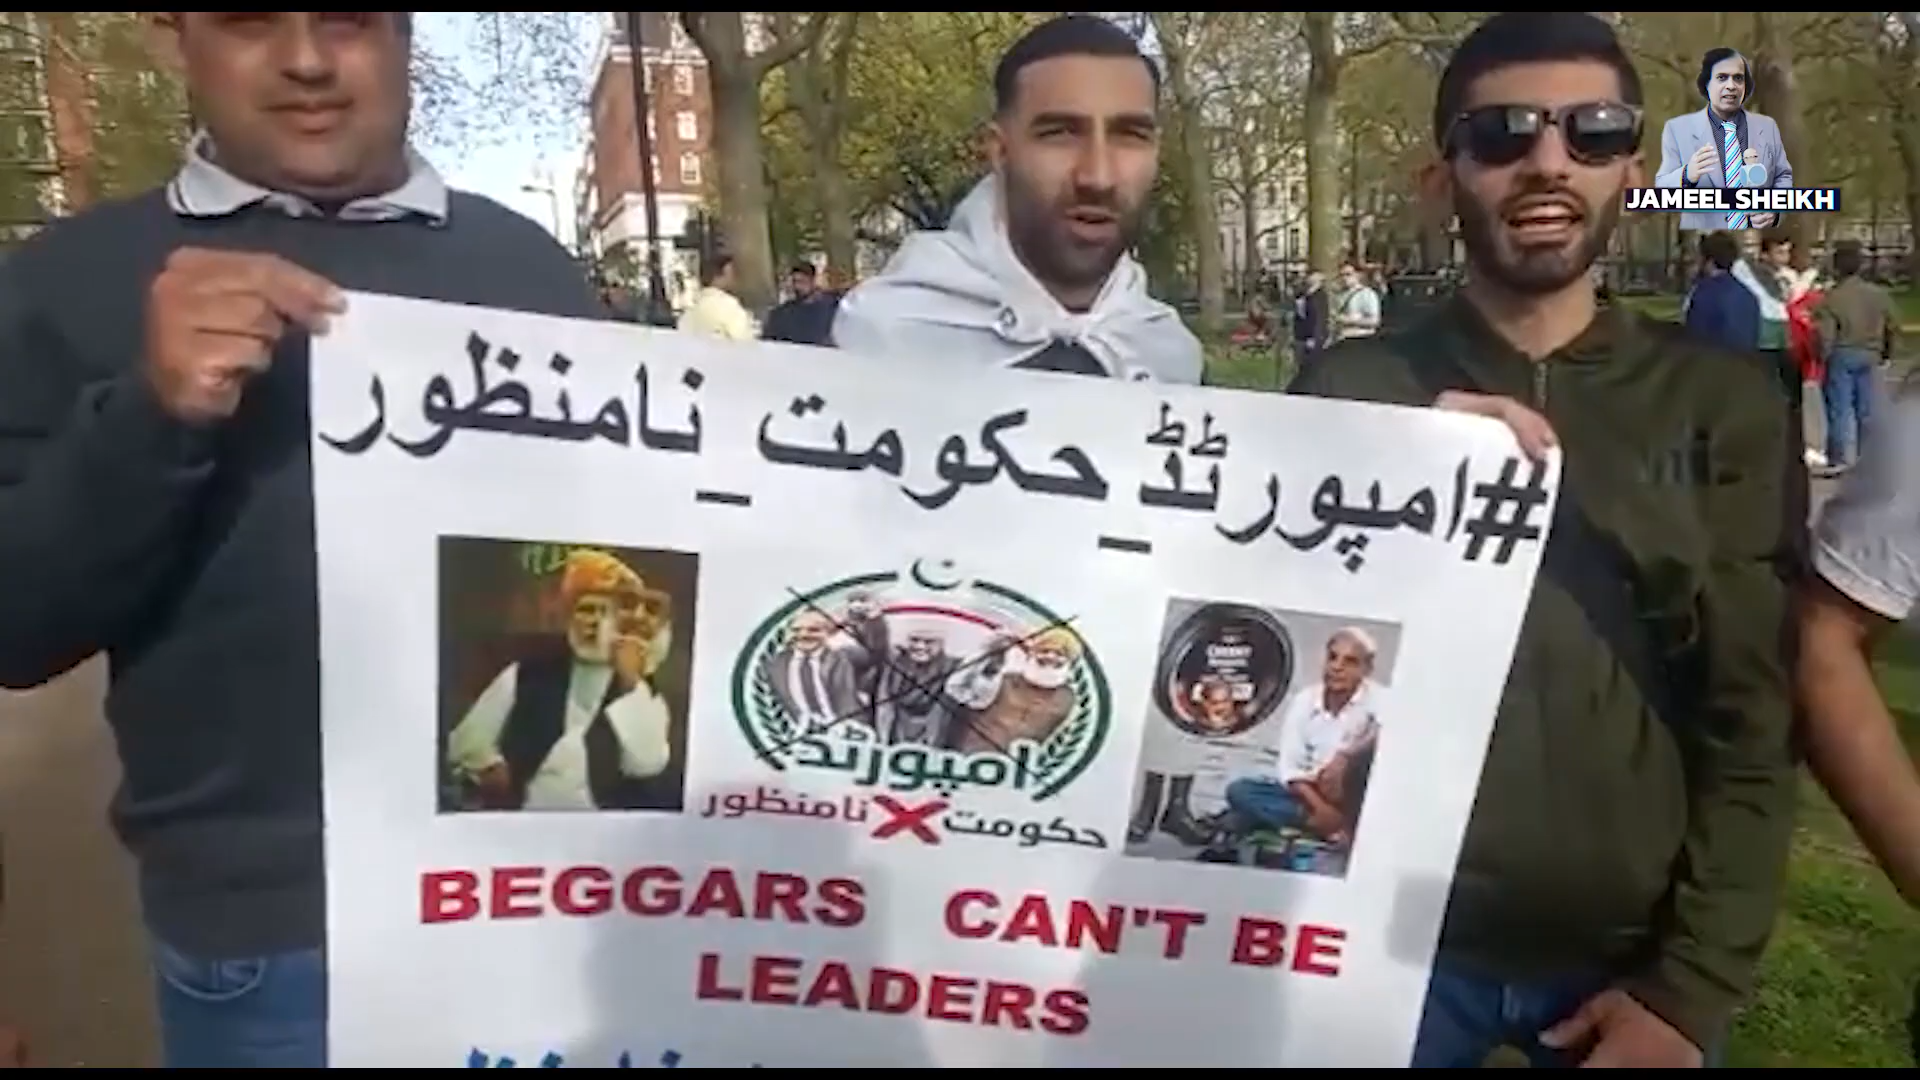 JAMEEL SHEIKH
#امپورٹڈ_حکومت_نامنظور
امپورٹڈ
حکومت نامنظور
BEGGARS CAN'T BE
LEADERS